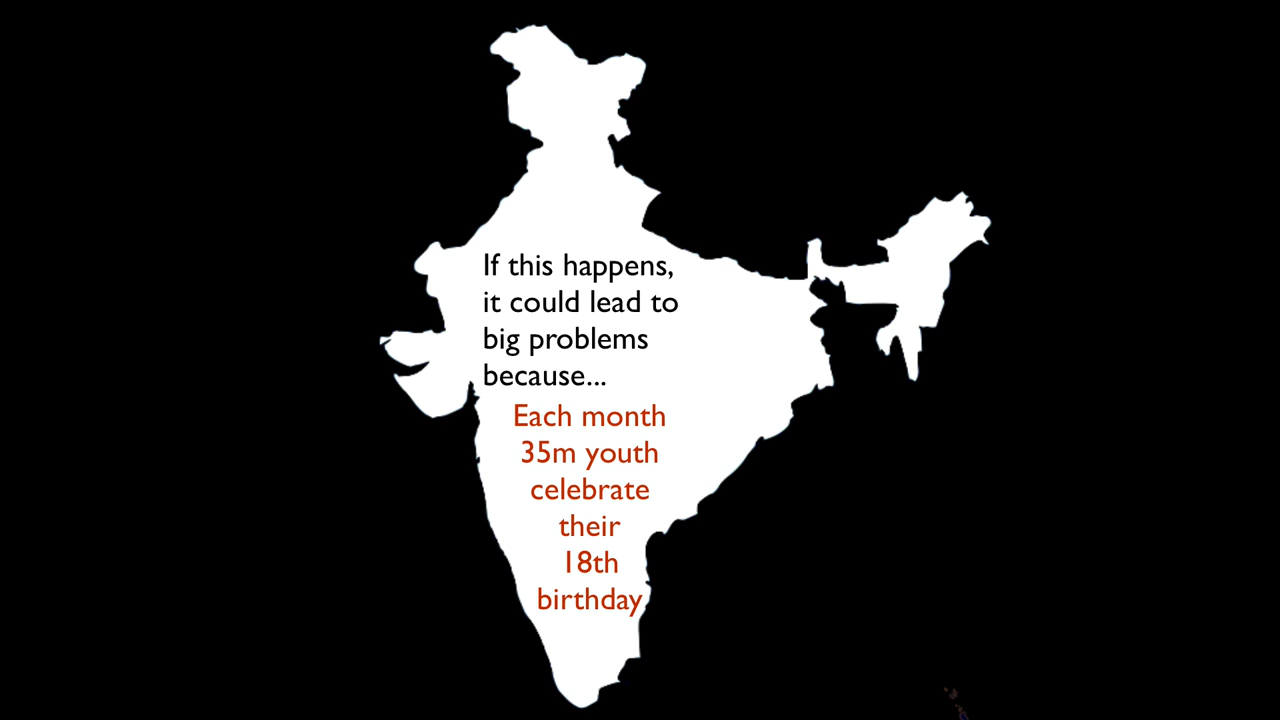 If this happens,
it could lead to
big problems
because...
Each month
35m youth
celebrate
their
18th
birthday